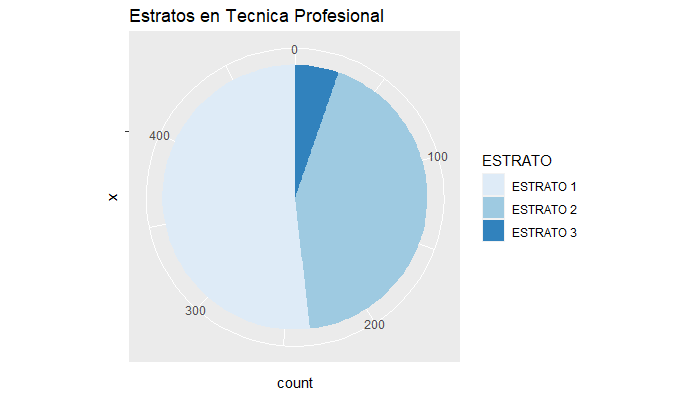 Estratos en Tecnica Profesional
0
100
200
300
400
x
count
ESTRATO
ESTRATO 1
ESTRATO 2
ESTRATO 3